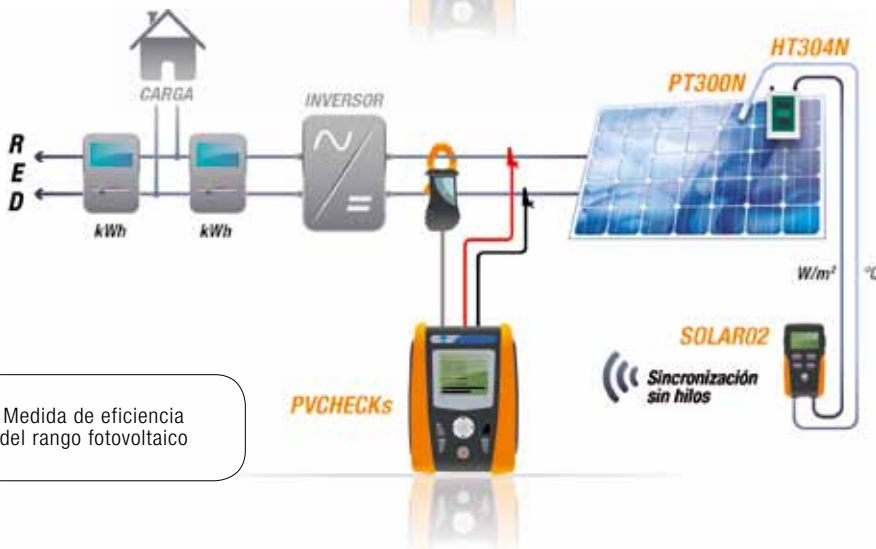 HT304N
PT300N
CARGA
INVERSOR
R
E
D
kWh
kWh
W/m²
SOLAR02
Sincronización
sin hilos
PVCHECKs
Medida de eficiencia
del rango fotovoltaico